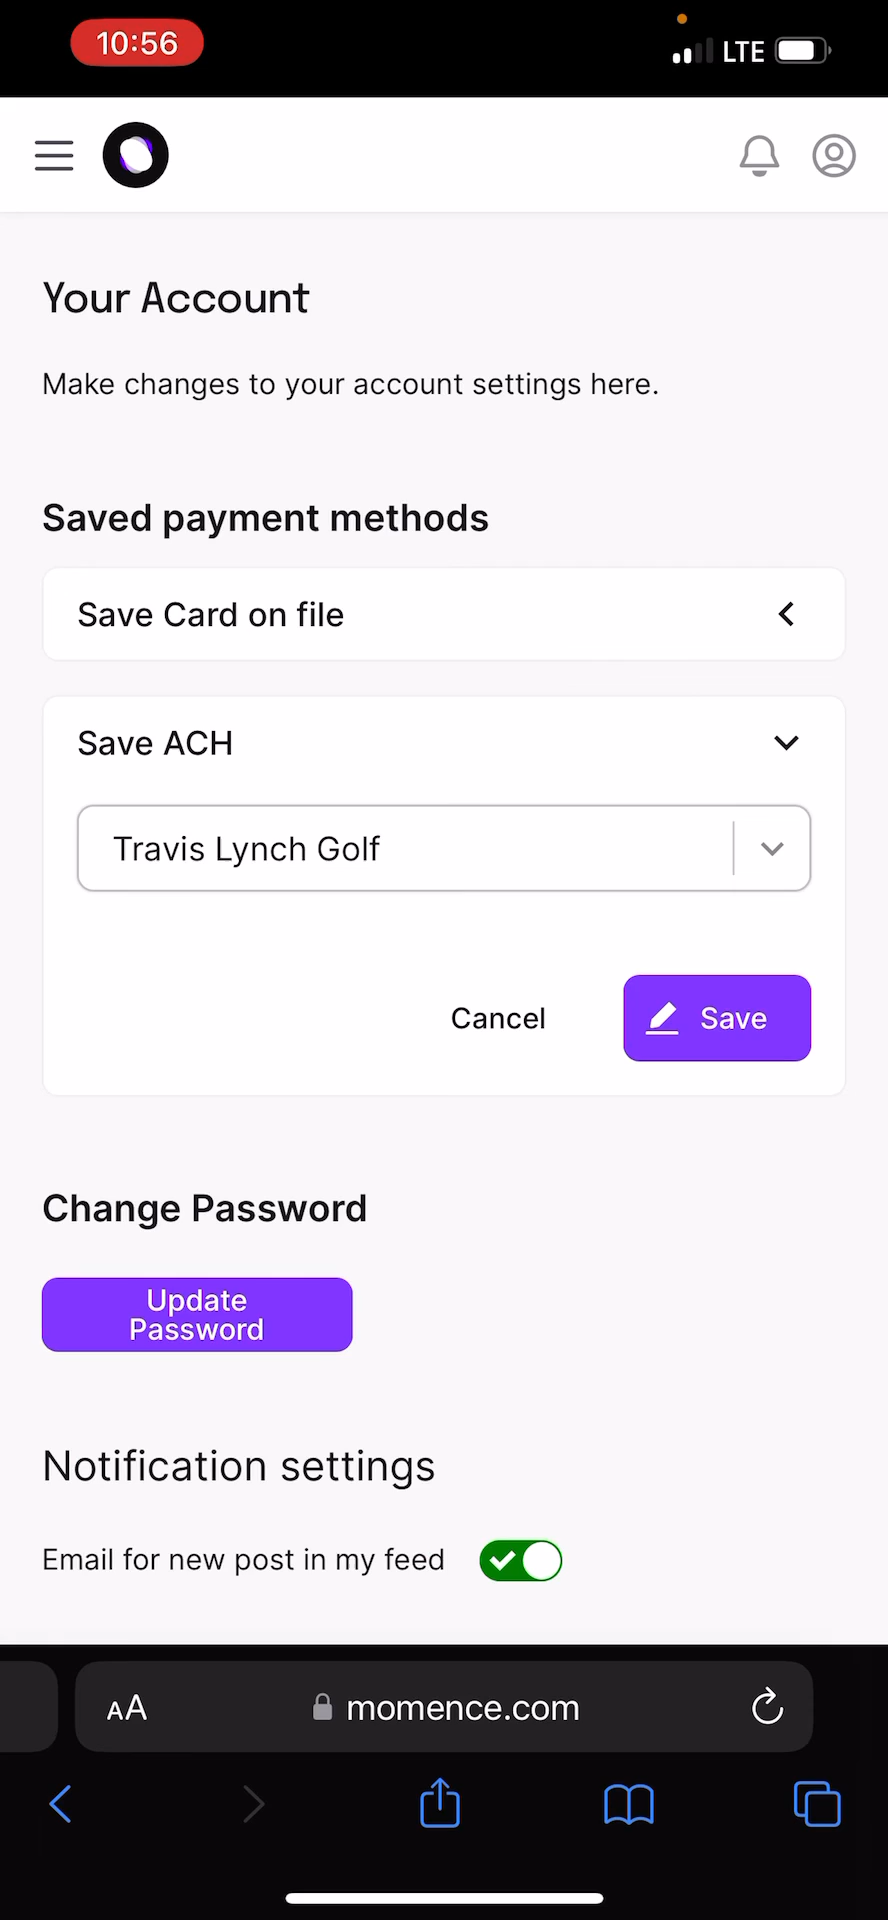 10:56
LTE
Your Account
Make changes to your account settings here.
Saved payment methods
Save Card on file
Save ACH
Travis Lynch Golf
Cancel
Save
Change Password
Update
Password
Notification settings
Email for new post in my feed
AA
momence.com